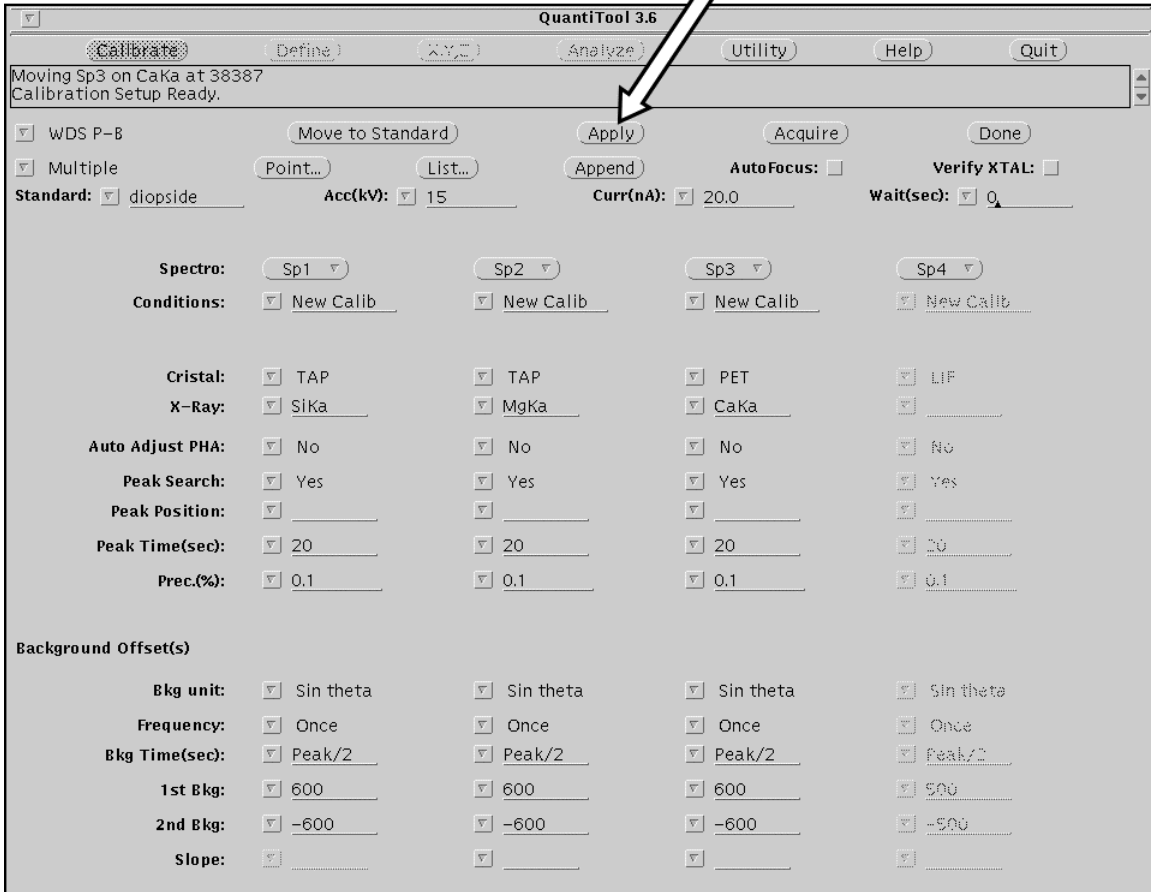 QuantiTool 3.6
Calibrate Define X,Y,Z Analyze Utility Help Quit
Moving Sp3 on CaKa at 38387
Calibration Setup Ready.
WDS P-B Move to Standard Apply Acquire Done
Multiple Point... List... Append AutoFocus: Verify XTAL:
Standard: diopside Acc(kV): 15 Curr(nA): 20.0 Wait(sec): 0
Spectro: Sp1 Sp2 Sp3 Sp4
Conditions: New Calib New Calib New Calib New Calib
Cristal: TAP TAP PET LIF
X-Ray: SiKa MgKa CaKa
Auto Adjust PHA: No No No No
Peak Search: Yes Yes Yes Yes
Peak Position:
Peak Time(sec): 20 20 20 20
Prec.(%): 0.1 0.1 0.1 0.1
Background Offset(s)
Bkg unit: Sin theta Sin theta Sin theta Sin theta
Frequency: Once Once Once Once
Bkg Time(sec): Peak/2 Peak/2 Peak/2 Peak/2
1st Bkg: 600 600 600 500
2nd Bkg: -600 -600 -600 -500
Slope: